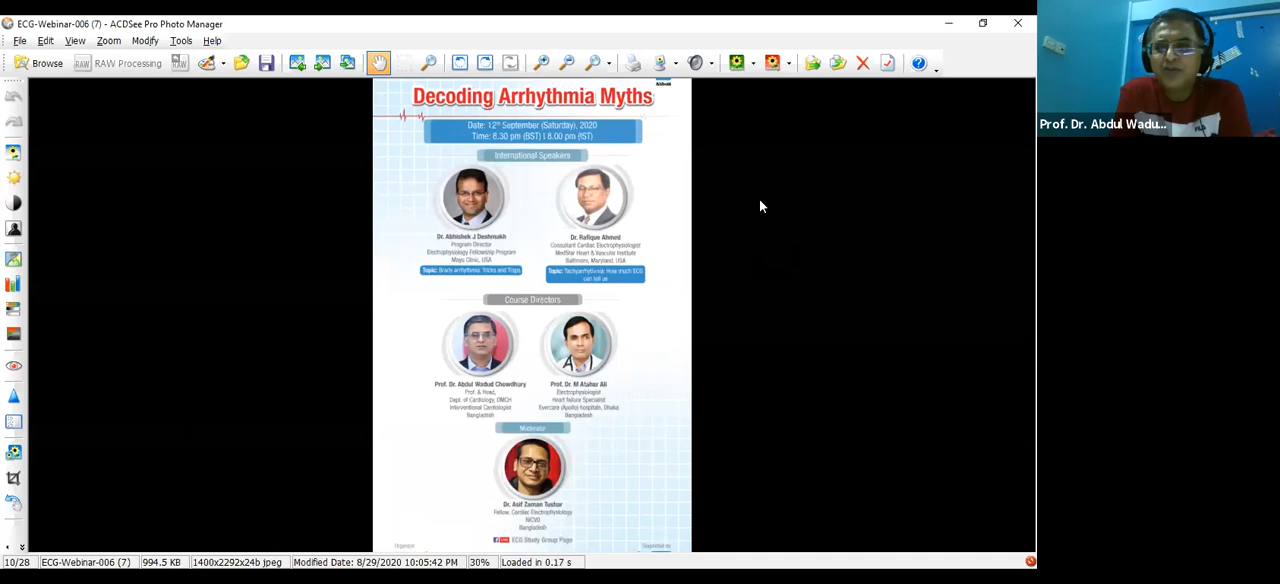 ECG-Webinar-006 (7) - ACDSee Pro Photo Manager
File Edit View Zoom Modify Tools Help
Browse RAW RAW Processing RAW
Decoding Arrhythmia Myths
Date: 12th September (Saturday), 2020
Time: 8.30 pm (BST) | 8.00 pm (IST)
International Speakers
Dr. Abhishek J Deshmukh
Program Director
Electrophysiology Fellowship Program
Mayo Clinic, USA
Topic: Brady arrhythmia: Tricks and Traps
Dr. Rafique Ahmed
Consultant Cardiac Electrophysiologist
MedStar Heart & Vascular Institute
Baltimore, Maryland, USA
Topic: Tachyarrhythmia: How much ECG
can tell us
Course Directors
Prof. Dr. Abdul Wadud Chowdhury
Prof. & Head,
Dept. of Cardiology, DMCH
Interventional Cardiologist
Bangladesh
Prof. Dr. M Atahar Ali
Electrophysiologist
Heart failure Specialist
Evercare (Apollo) hospitals, Dhaka
Bangladesh
Moderator
Dr. Asif Zaman Tushar
Fellow, Cardiac Electrophysiology
NICVD
Bangladesh
ECG Study Group Page
Organizer
Supported by
10/28 ECG-Webinar-006 (7) 994.5 KB 1400x2292x24b jpeg Modified Date: 8/29/2020 10:05:42 PM 30% Loaded in 0.17 s
Prof. Dr. Abdul Wadu...
FILA